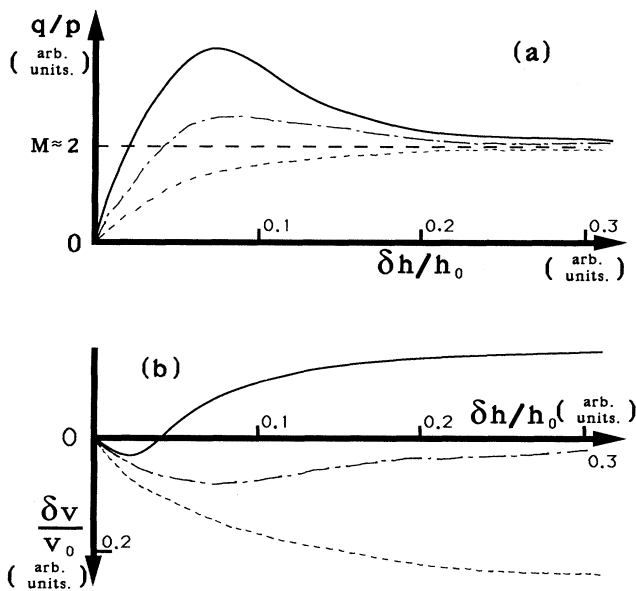 q/p
( arb. units. )
(a)
M≈2
0
0.1
0.2
0.3
δh/h₀
( arb. units. )
(b)
0
0.1
0.2
δh/h₀ ( arb. units. )
0.3
δv/v₀
0.2
( arb. units. )